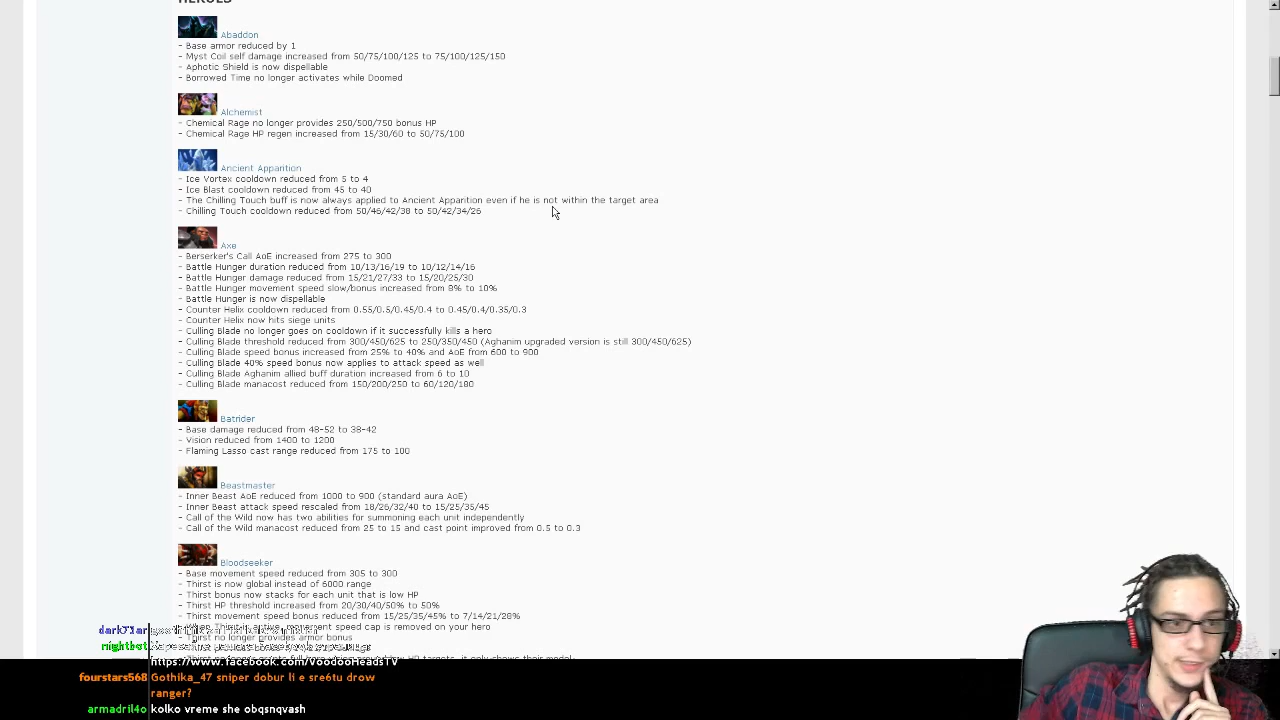 HEROES
Abaddon
- Base armor reduced by 1
- Myst Coil self damage increased from 50/75/100/125 to 75/100/125/150
- Aphotic Shield is now dispellable
- Borrowed Time no longer activates while Doomed
Alchemist
- Chemical Rage no longer provides 250/500/750 bonus HP
- Chemical Rage HP regen increased from 15/30/60 to 50/75/100
Ancient Apparition
- Ice Vortex cooldown reduced from 5 to 4
- Ice Blast cooldown reduced from 45 to 40
- The Chilling Touch buff is now always applied to Ancient Apparition even if he is not within the target area
- Chilling Touch cooldown reduced from 50/46/42/38 to 50/42/34/26
Axe
- Berserker's Call AoE increased from 275 to 300
- Battle Hunger duration reduced from 10/13/16/19 to 10/12/14/16
- Battle Hunger damage reduced from 15/21/27/33 to 15/20/25/30
- Battle Hunger movement speed slow/bonus increased from 8% to 10%
- Battle Hunger is now dispellable
- Counter Helix cooldown reduced from 0.55/0.5/0.45/0.4 to 0.45/0.4/0.35/0.3
- Counter Helix now hits siege units
- Culling Blade no longer goes on cooldown if it successfully kills a hero
- Culling Blade threshold reduced from 300/450/625 to 250/350/450 (Aghanim upgraded version is still 300/450/625)
- Culling Blade speed bonus increased from 25% to 40% and AoE from 600 to 900
- Culling Blade 40% speed bonus now applies to attack speed as well
- Culling Blade Aghanim allied buff duration increased from 6 to 10
- Culling Blade manacost reduced from 150/200/250 to 60/120/180
Batrider
- Base damage reduced from 48-52 to 38-42
- Vision reduced from 1400 to 1200
- Flaming Lasso cast range reduced from 175 to 100
Beastmaster
- Inner Beast AoE reduced from 1000 to 900 (standard aura AoE)
- Inner Beast attack speed rescaled from 18/26/32/40 to 15/25/35/45
- Call of the Wild now has two abilities for summoning each unit independently
- Call of the Wild manacost reduced from 25 to 15 and cast point improved from 0.5 to 0.3
Bloodseeker
- Base movement speed reduced from 305 to 300
- Thirst is now global instead of 6000 range
- Thirst bonus now stacks for each unit that is low HP
- Thirst HP threshold increased from 20/30/40/50% to 50%
- Thirst movement speed bonus reduced from 15/25/35/45% to 7/14/21/28%
When Thirst is active, movement speed cap is removed on your hero
- Thirst no longer provides armor bonus
nightbot
https://www.facebook.com/VoodooHeadsTV
fourstars568 Gothika_47 sniper dobur li e sre6tu drow
ranger?
armadril4o kolko vreme she obqsnqvash